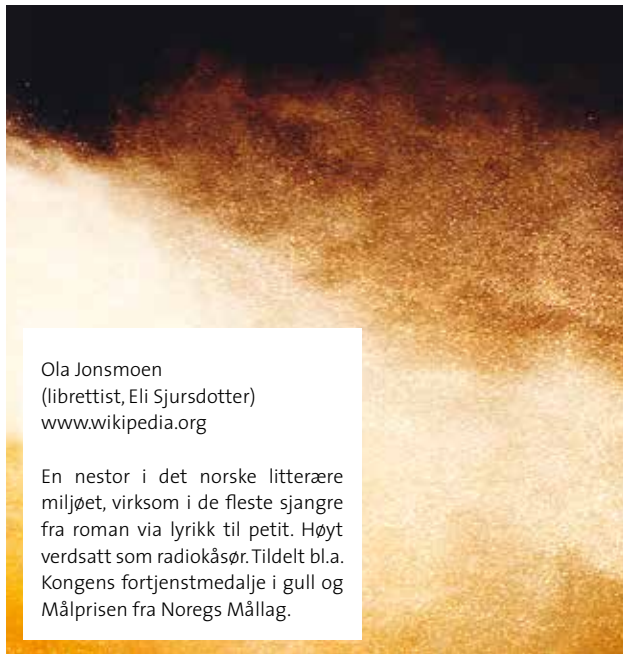 Ola Jonsmoen
(librettist, Eli Sjursdotter)
www.wikipedia.org
En nestor i det norske litterære
miljøet, virksom i de fleste sjangre
fra roman via lyrikk til petit. Høyt
verdsatt som radiokåsør. Tildelt bl.a.
Kongens fortjenstmedalje i gull og
Målprisen fra Noregs Mållag.